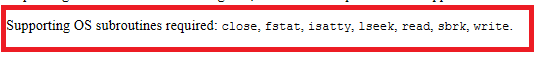 Supporting OS subroutines required: close, fstat, isatty, lseek, read, sbrk, write.